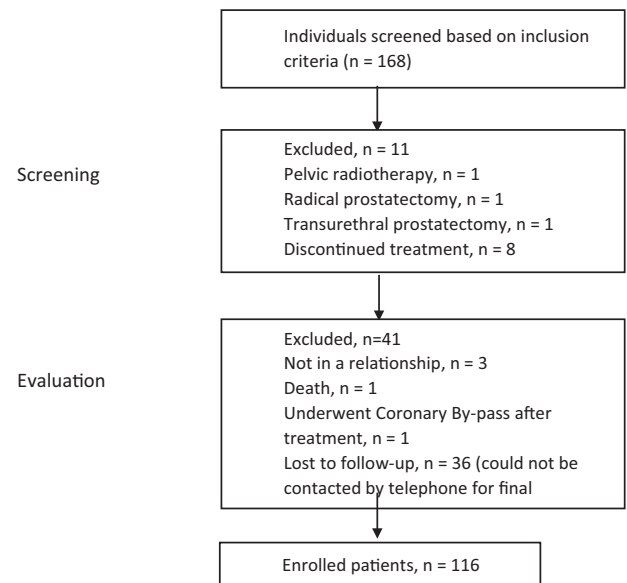 Individuals screened based on inclusion
criteria (n = 168)
Screening
Excluded, n = 11
Pelvic radiotherapy, n = 1
Radical prostatectomy, n = 1
Transurethral prostatectomy, n = 1
Discontinued treatment, n = 8
Evaluation
Excluded, n=41
Not in a relationship, n = 3
Death, n = 1
Underwent Coronary By-pass after
treatment, n = 1
Lost to follow-up, n = 36 (could not be
contacted by telephone for final
Enrolled patients, n = 116